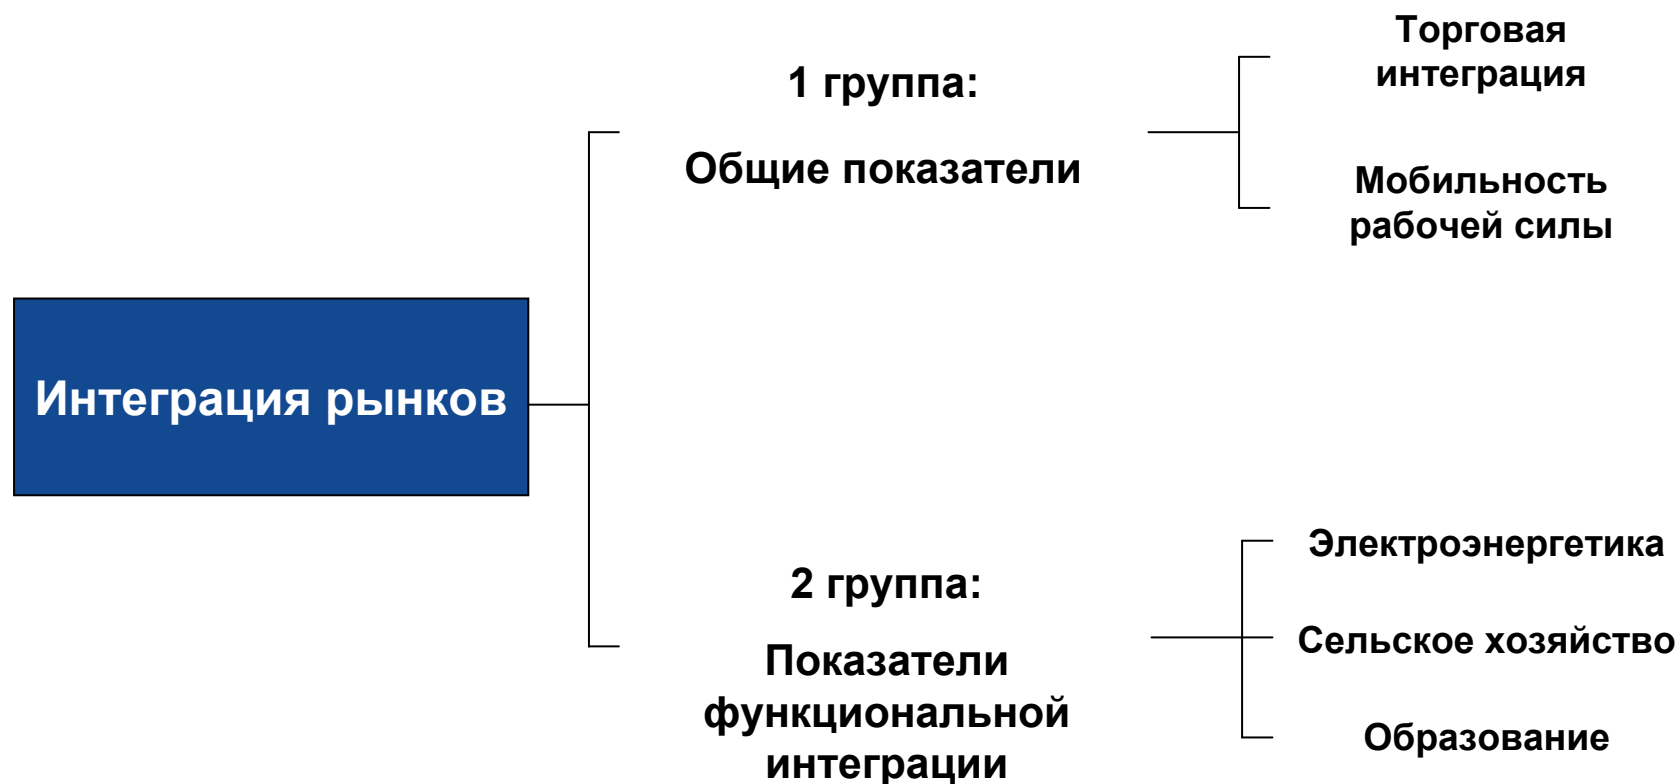 Интеграция рынков
1 группа:
Общие показатели
Торговая
интеграция
Мобильность
рабочей силы
2 группа:
Показатели
функциональной
интеграции
Электроэнергетика
Сельское хозяйство
Образование